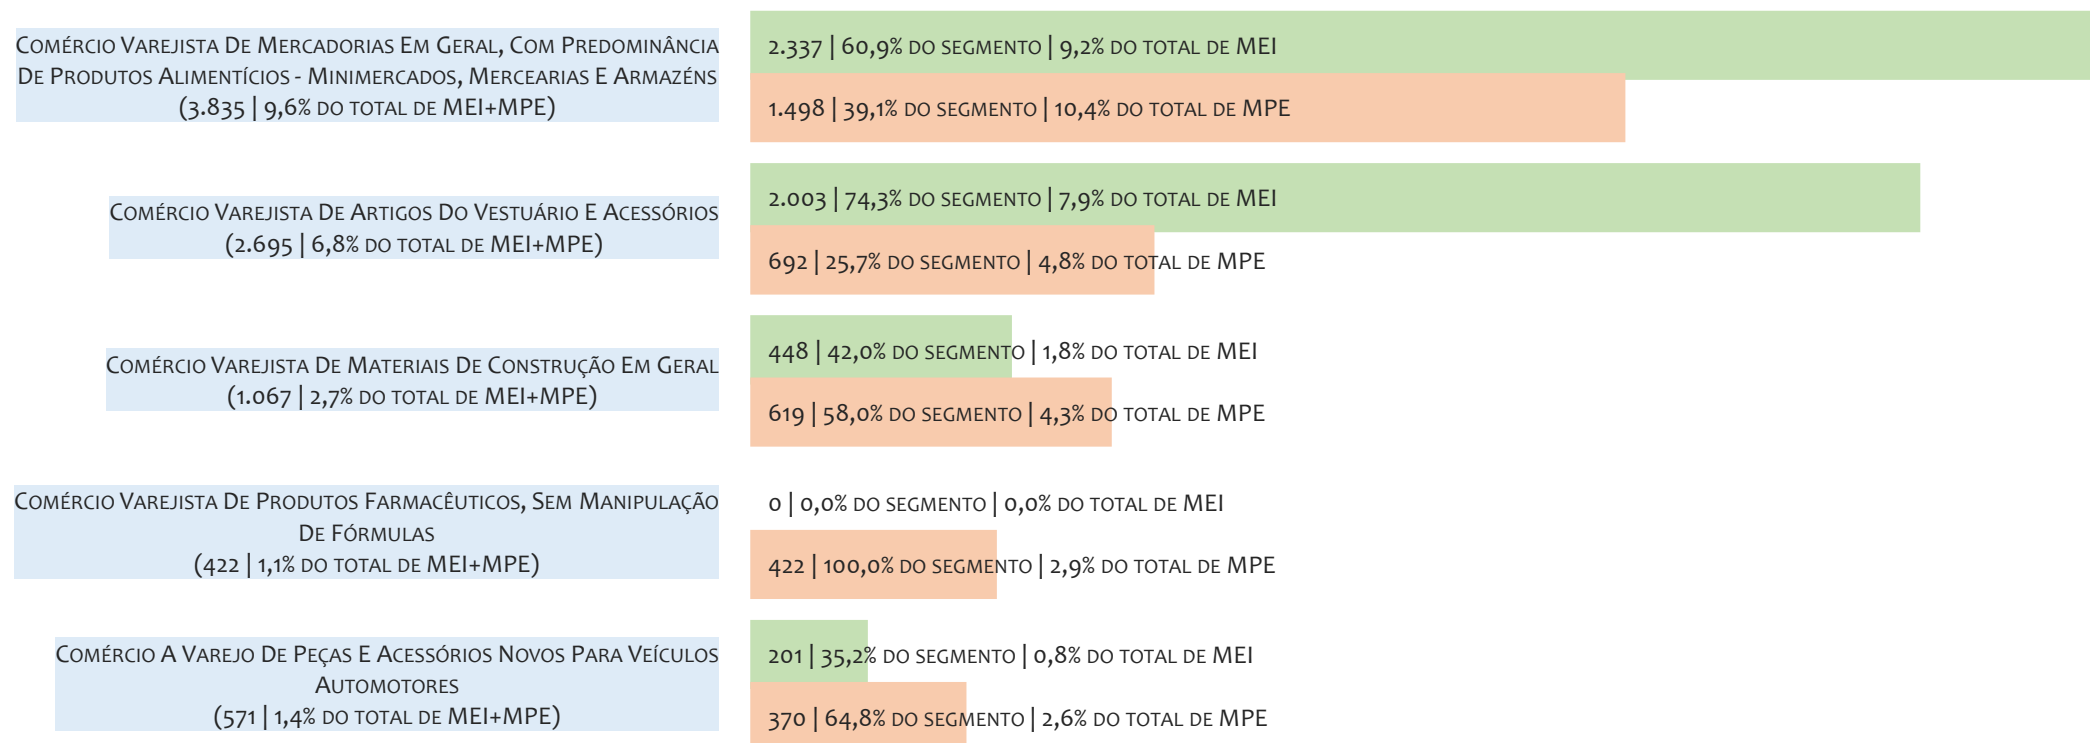 Comércio Varejista De Mercadorias Em Geral, Com Predominância
De Produtos Alimentícios - Minimercados, Mercearias E Armazéns
(3.835 | 9,6% do total de MEI+MPE)
2.337 | 60,9% do segmento | 9,2% do total de MEI
1.498 | 39,1% do segmento | 10,4% do total de MPE
Comércio Varejista De Artigos Do Vestuário E Acessórios
(2.695 | 6,8% do total de MEI+MPE)
2.003 | 74,3% do segmento | 7,9% do total de MEI
692 | 25,7% do segmento | 4,8% do total de MPE
Comércio Varejista De Materiais De Construção Em Geral
(1.067 | 2,7% do total de MEI+MPE)
448 | 42,0% do segmento | 1,8% do total de MEI
619 | 58,0% do segmento | 4,3% do total de MPE
Comércio Varejista De Produtos Farmacêuticos, Sem Manipulação
De Fórmulas
(422 | 1,1% do total de MEI+MPE)
0 | 0,0% do segmento | 0,0% do total de MEI
422 | 100,0% do segmento | 2,9% do total de MPE
Comércio A Varejo De Peças E Acessórios Novos Para Veículos
Automotores
(571 | 1,4% do total de MEI+MPE)
201 | 35,2% do segmento | 0,8% do total de MEI
370 | 64,8% do segmento | 2,6% do total de MPE